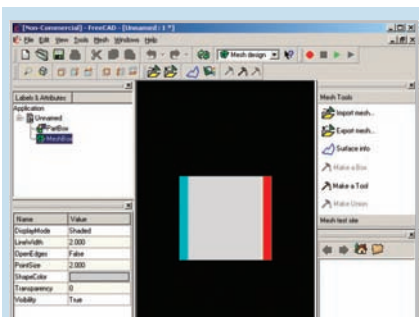 [Non-Commercial] - FreeCAD - [Unnamed : 1 *]
File Edit View Tools Mesh Windows Help
Mesh design
Labels & Attributes
Application
Unnamed
PartBox
MeshBox
Name Value
DisplayMode Shaded
LineWidth 2.000
OpenEdges False
PointSize 2.000
ShapeColor
Transparency 0
Visibility True
Mesh Tools
Import mesh...
Export mesh...
Surface info
Make a Box
Make a Tool
Make Union
Mesh test site